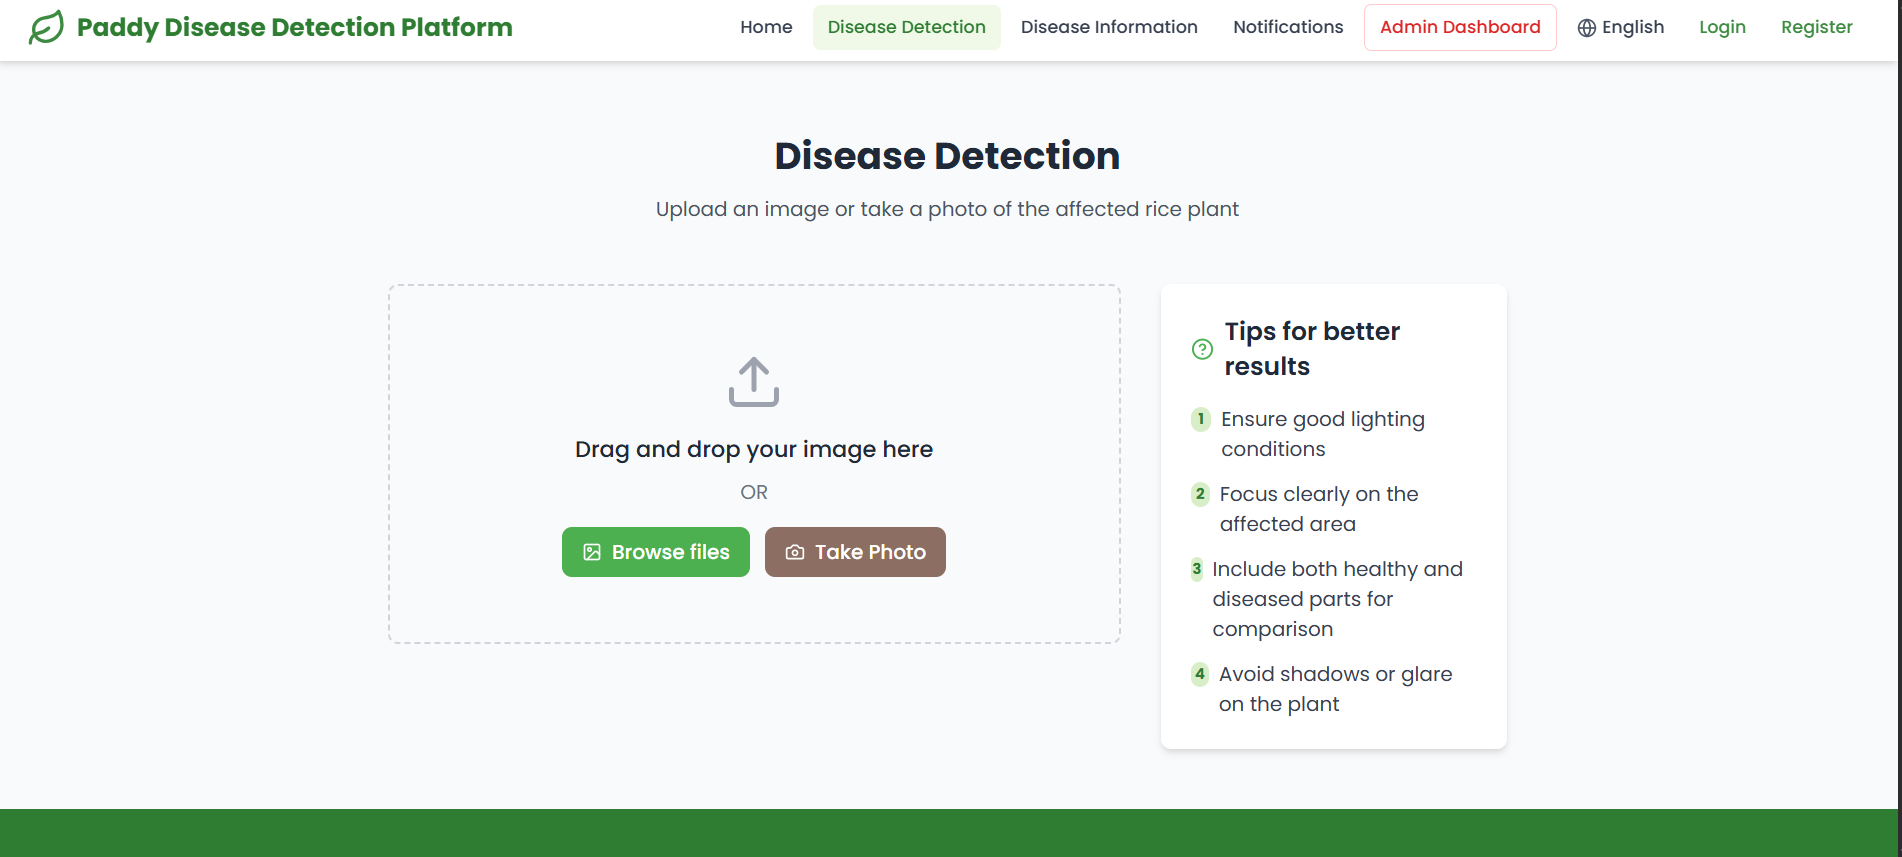 Paddy Disease Detection Platform
Home
Disease Detection
Disease Information
Notifications
Admin Dashboard
English
Login
Register
Disease Detection
Upload an image or take a photo of the affected rice plant
Drag and drop your image here
OR
Browse files
Take Photo
Tips for better
results
1 Ensure good lighting
conditions
2 Focus clearly on the
affected area
3 Include both healthy and
diseased parts for
comparison
4 Avoid shadows or glare
on the plant